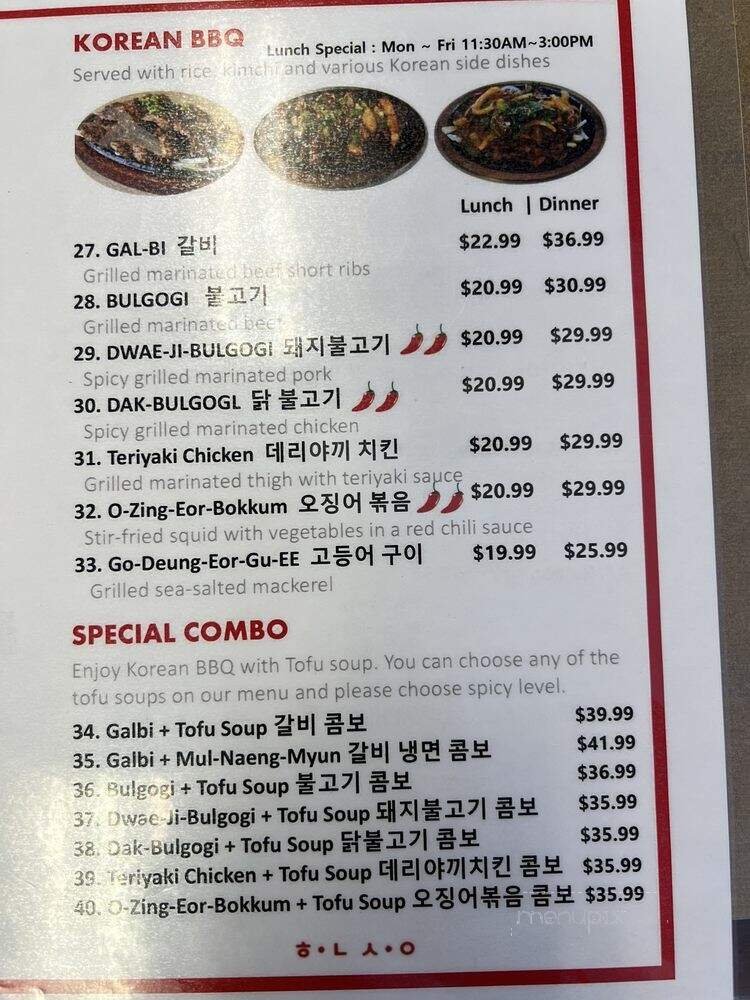 KOREAN BBQ Lunch Special : Mon ~ Fri 11:30AM~3:00PM
Served with rice, kimchi and various Korean side dishes
Lunch | Dinner
27. GAL-BI 갈비 $22.99 $36.99
Grilled marinated beef short ribs
28. BULGOGI 불고기 $20.99 $30.99
Grilled marinated beef
29. DWAE-JI-BULGOGI 돼지불고기 $20.99 $29.99
Spicy grilled marinated pork
30. DAK-BULGOGL 닭 불고기 $20.99 $29.99
Spicy grilled marinated chicken
31. Teriyaki Chicken 데리야끼 치킨 $20.99 $29.99
Grilled marinated thigh with teriyaki sauce
32. O-Zing-Eor-Bokkum 오징어 볶음 $20.99 $29.99
Stir-fried squid with vegetables in a red chili sauce
33. Go-Deung-Eor-Gu-EE 고등어 구이 $19.99 $25.99
Grilled sea-salted mackerel
SPECIAL COMBO
Enjoy Korean BBQ with Tofu soup. You can choose any of the
tofu soups on our menu and please choose spicy level.
34. Galbi + Tofu Soup 갈비 콤보 $39.99
35. Galbi + Mul-Naeng-Myun 갈비 냉면 콤보 $41.99
36. Bulgogi + Tofu Soup 불고기 콤보 $36.99
37. Dwae-Ji-Bulgogi + Tofu Soup 돼지불고기 콤보 $35.99
38. Dak-Bulgogi + Tofu Soup 닭불고기 콤보 $35.99
39. Teriyaki Chicken + Tofu Soup 데리야끼치킨 콤보 $35.99
40. O-Zing-Eor-Bokkum + Tofu Soup 오징어볶음 콤보 $35.99
menupix
ㅎ·ㄴ ㅅ·ㅇ